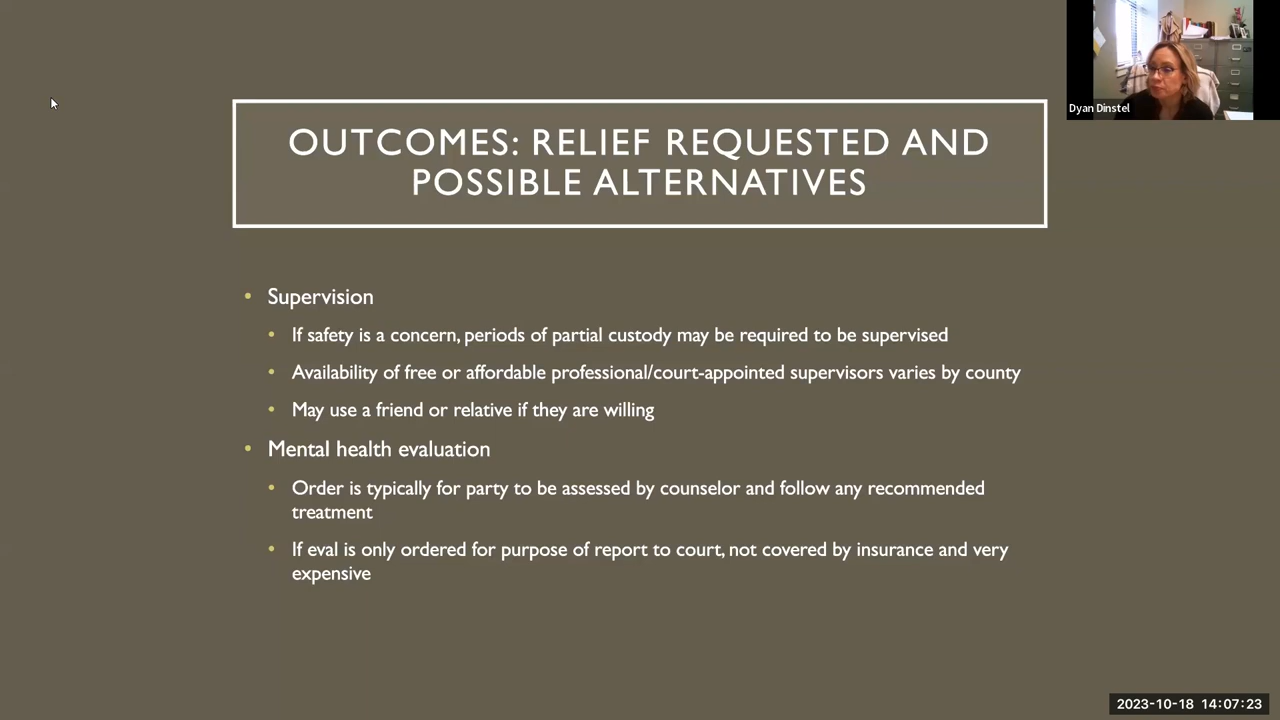 Dyan Dinstel
OUTCOMES: RELIEF REQUESTED AND
POSSIBLE ALTERNATIVES
• Supervision
• If safety is a concern, periods of partial custody may be required to be supervised
• Availability of free or affordable professional/court-appointed supervisors varies by county
• May use a friend or relative if they are willing
• Mental health evaluation
• Order is typically for party to be assessed by counselor and follow any recommended
treatment
• If eval is only ordered for purpose of report to court, not covered by insurance and very
expensive
2023-10-18 14:07:23